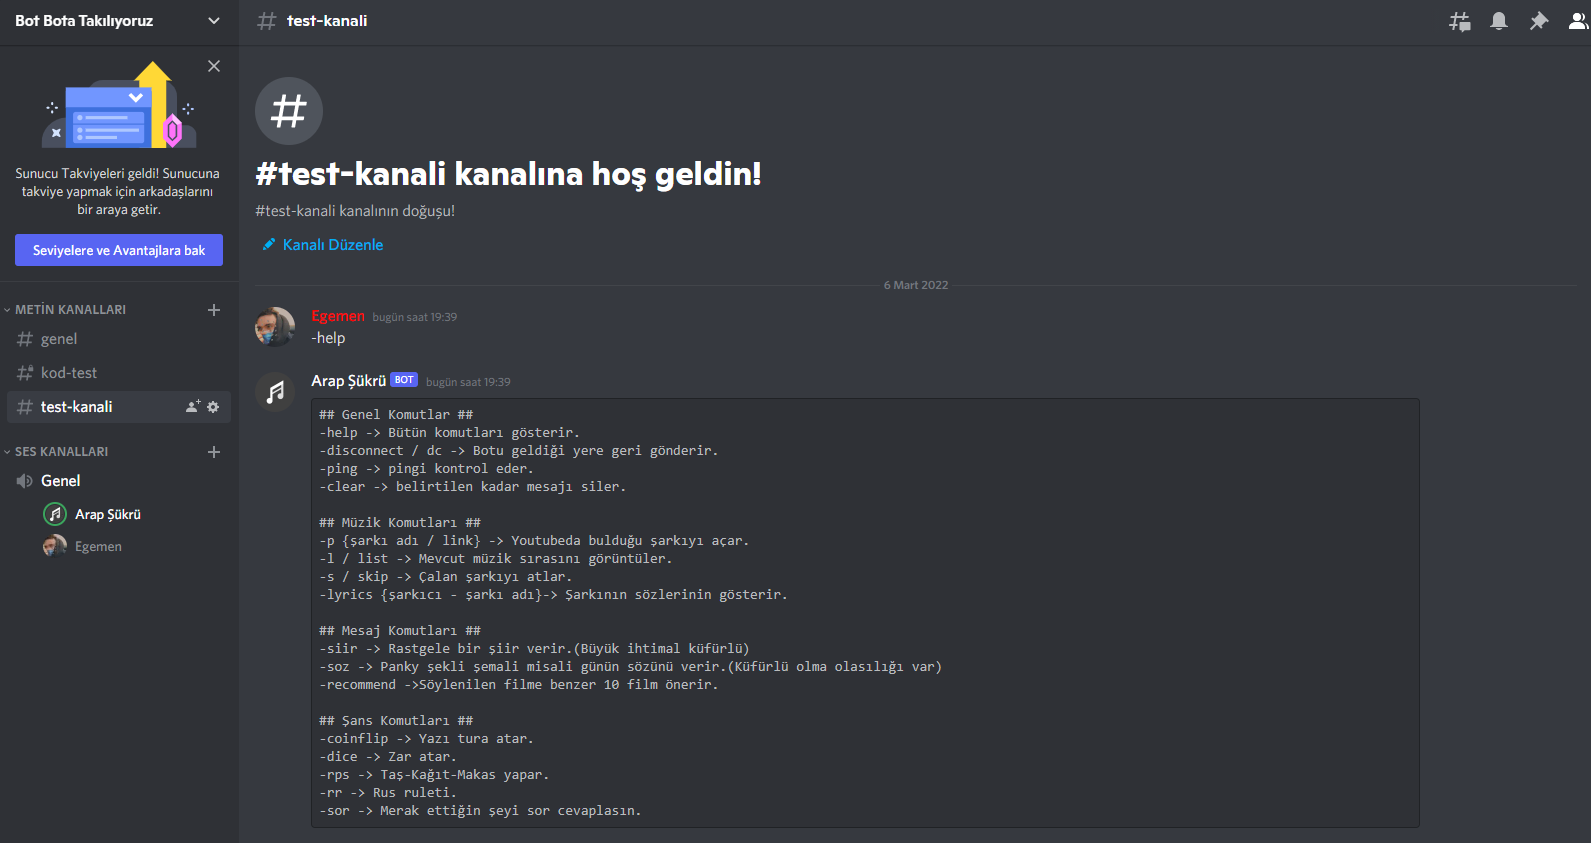 Bot Bota Takılıyoruz
Sunucu Takviyeleri geldi! Sunucuna
takviye yapmak için arkadaşlarını
bir araya getir.
Seviyelere ve Avantajlara bak
METİN KANALLARI
genel
kod-test
test-kanali
SES KANALLARI
Genel
Arap Şükrü
Egemen
test-kanali
#test-kanali kanalına hoş geldin!
#test-kanali kanalının doğuşu!
Kanalı Düzenle
6 Mart 2022
Egemen bugün saat 19:39
-help
Arap Şükrü BOT bugün saat 19:39
## Genel Komutlar ##
-help -> Bütün komutları gösterir.
-disconnect / dc -> Botu geldiği yere geri gönderir.
-ping -> pingi kontrol eder.
-clear -> belirtilen kadar mesajı siler.
## Müzik Komutları ##
-p {şarkı adı / link} -> Youtubeda bulduğu şarkıyı açar.
-l / list -> Mevcut müzik sırasını görüntüler.
-s / skip -> Çalan şarkıyı atlar.
-lyrics {şarkıcı - şarkı adı}-> Şarkının sözlerinin gösterir.
## Mesaj Komutları ##
-siir -> Rastgele bir şiir verir.(Büyük ihtimal küfürlü)
-soz -> Panky şekli şemali misali günün sözünü verir.(Küfürlü olma olasılığı var)
-recommend ->Söylenilen filme benzer 10 film önerir.
## Şans Komutları ##
-coinflip -> Yazı tura atar.
-dice -> Zar atar.
-rps -> Taş-Kağıt-Makas yapar.
-rr -> Rus ruleti.
-sor -> Merak ettiğin şeyi sor cevaplasın.